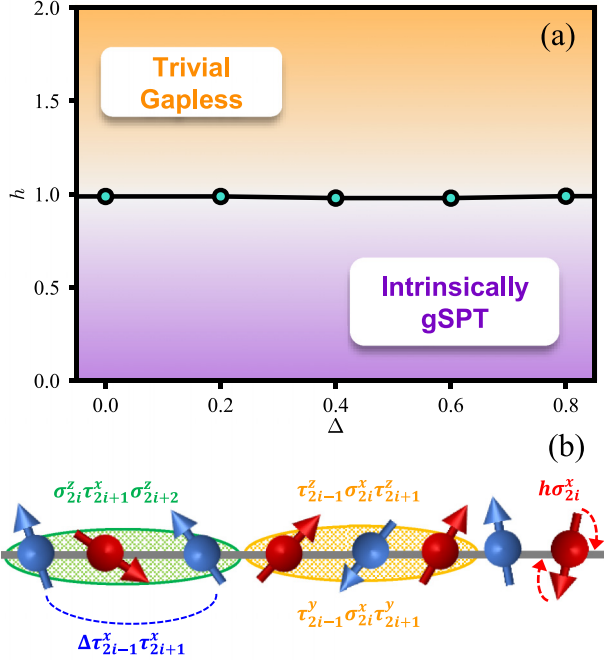 (a)
2.0
Trivial
Gapless
1.5
h
1.0
Intrinsically
gSPT
0.5
0.0
0.0 0.2 0.4 0.6 0.8
Δ
(b)
σ^z_{2i}τ^x_{2i+1}σ^z_{2i+2}
τ^z_{2i−1}σ^x_{2i}τ^z_{2i+1}
hσ^x_{2i}
τ^y_{2i−1}σ^x_{2i}τ^y_{2i+1}
Δτ^x_{2i−1}τ^x_{2i+1}